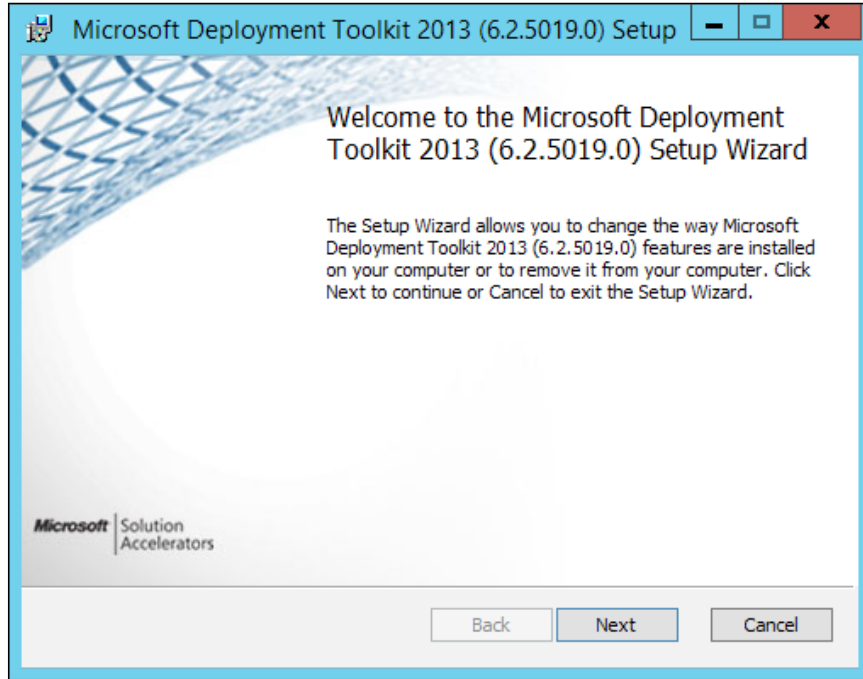 Microsoft Deployment Toolkit 2013 (6.2.5019.0) Setup
Welcome to the Microsoft Deployment
Toolkit 2013 (6.2.5019.0) Setup Wizard
The Setup Wizard allows you to change the way Microsoft
Deployment Toolkit 2013 (6.2.5019.0) features are installed
on your computer or to remove it from your computer. Click
Next to continue or Cancel to exit the Setup Wizard.
Microsoft Solution
Accelerators
Back Next Cancel